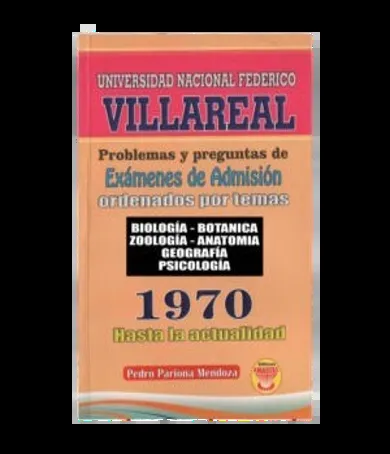 UNIVERSIDAD NACIONAL FEDERICO
VILLAREAL
Problemas y preguntas de
Exámenes de Admisión
ordenados por temas
BIOLOGÍA - BOTANICA
ZOOLOGÍA - ANATOMIA
GEOGRAFÍA
PSICOLOGÍA
1970
Hasta la actualidad
Pedro Pariona Mendoza